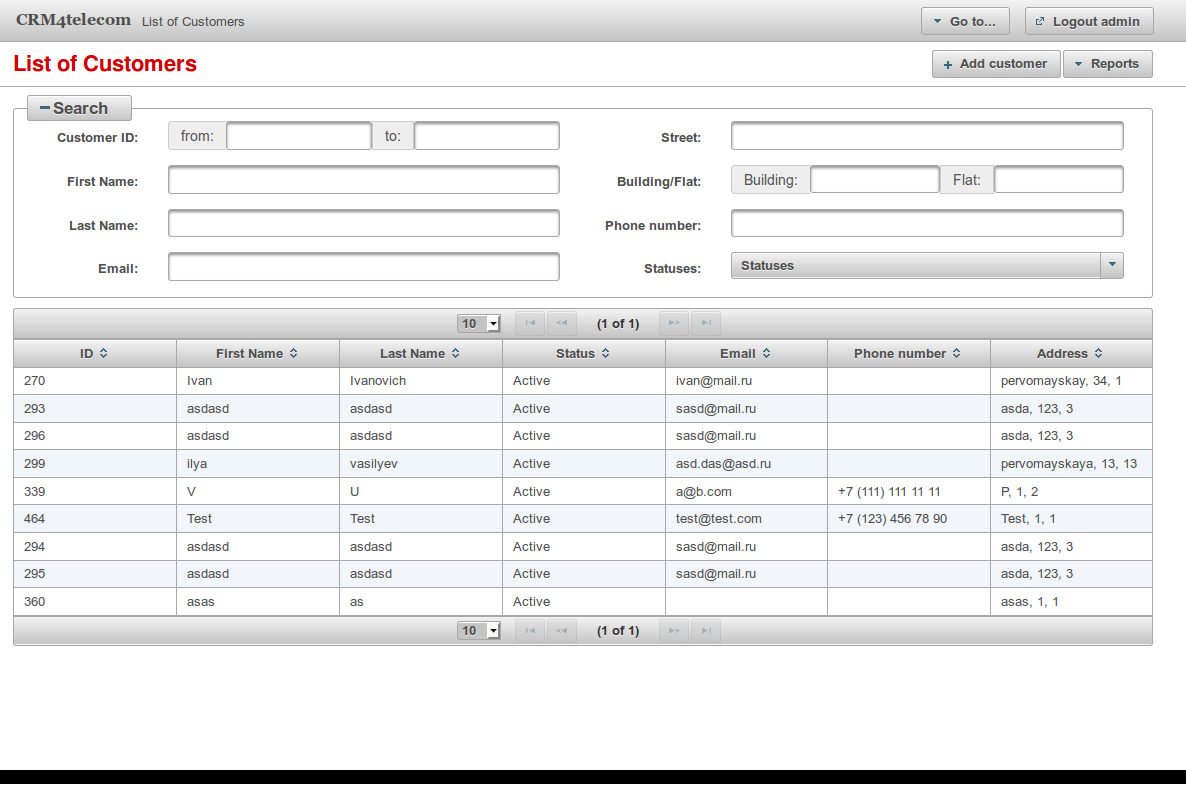 CRM4telecom List of Customers Go to... Logout admin
List of Customers Add customer Reports
Search
Customer ID: from: to: Street:
First Name: Building/Flat: Building: Flat:
Last Name: Phone number:
Email: Statuses: Statuses
10 (1 of 1)
ID First Name Last Name Status Email Phone number Address
270 Ivan Ivanovich Active ivan@mail.ru pervomayskay, 34, 1
293 asdasd asdasd Active sasd@mail.ru asda, 123, 3
296 asdasd asdasd Active sasd@mail.ru asda, 123, 3
299 ilya vasilyev Active asd.das@asd.ru pervomayskaya, 13, 13
339 V U Active a@b.com +7 (111) 111 11 11 P, 1, 2
464 Test Test Active test@test.com +7 (123) 456 78 90 Test, 1, 1
294 asdasd asdasd Active sasd@mail.ru asda, 123, 3
295 asdasd asdasd Active sasd@mail.ru asda, 123, 3
360 asas as Active asas, 1, 1
10 (1 of 1)